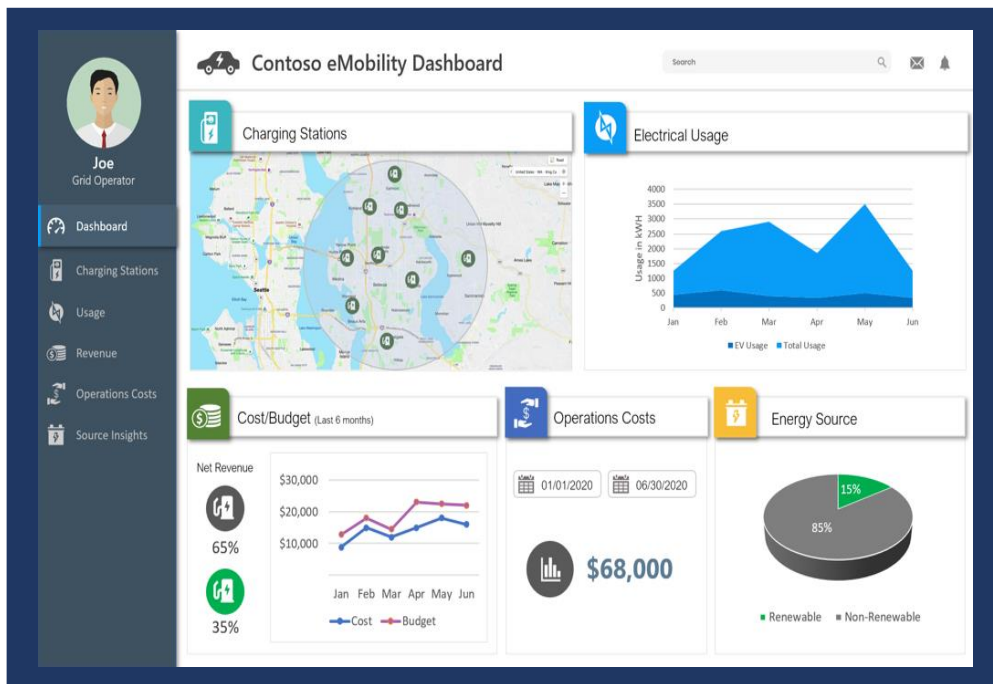 Contoso eMobility Dashboard
Search
Joe
Grid Operator
Dashboard
Charging Stations
Usage
Revenue
Operations Costs
Source Insights
Charging Stations
Road
Seattle
Bellevue
Electrical Usage
Usage in kWH
4000
3500
3000
2500
2000
1500
1000
500
0
Jan Feb Mar Apr May Jun
EV Usage Total Usage
Cost/Budget (Last 6 months)
Net Revenue
65%
35%
$30,000
$20,000
$10,000
Jan Feb Mar Apr May Jun
Cost Budget
Operations Costs
01/01/2020 06/30/2020
$68,000
Energy Source
15%
85%
Renewable Non-Renewable